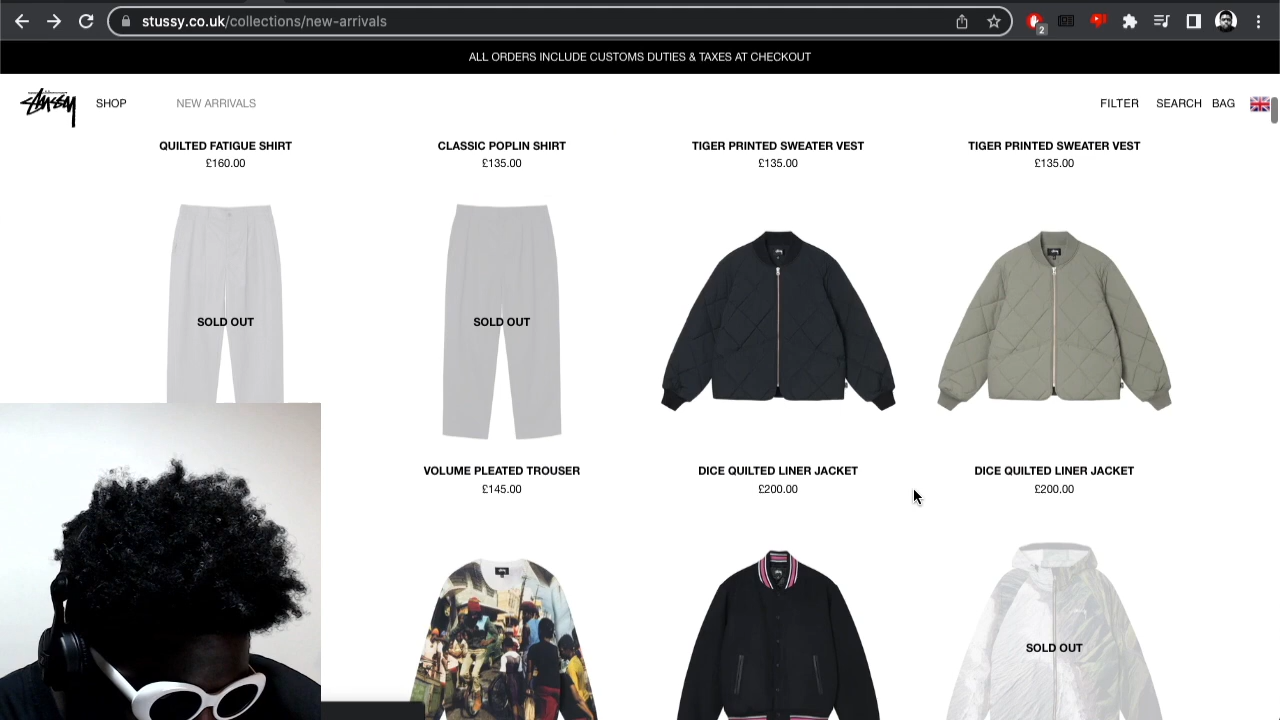 stussy.co.uk/collections/new-arrivals
2
ALL ORDERS INCLUDE CUSTOMS DUTIES & TAXES AT CHECKOUT
Stüssy SHOP NEW ARRIVALS FILTER SEARCH BAG
QUILTED FATIGUE SHIRT CLASSIC POPLIN SHIRT TIGER PRINTED SWEATER VEST TIGER PRINTED SWEATER VEST
£160.00 £135.00 £135.00 £135.00
SOLD OUT SOLD OUT
VOLUME PLEATED TROUSER DICE QUILTED LINER JACKET DICE QUILTED LINER JACKET
£145.00 £200.00 £200.00
SOLD OUT